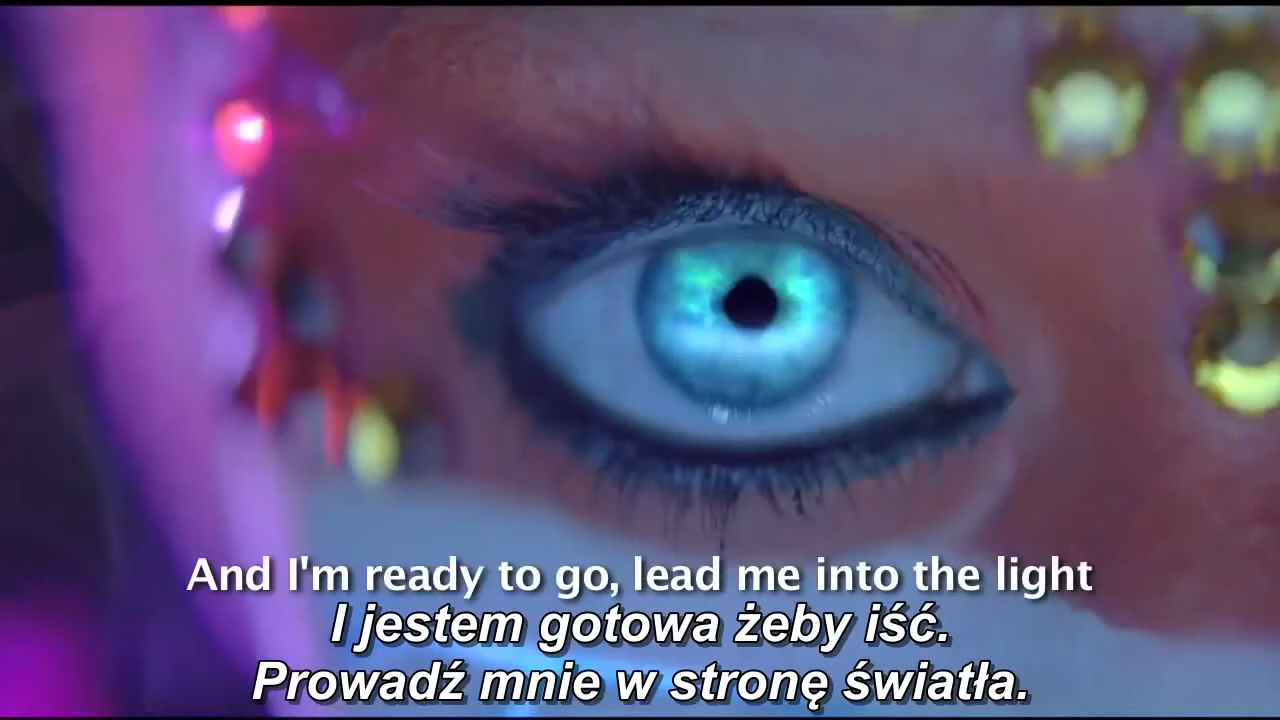 And I'm ready to go, lead me into the light
I jestem gotowa żeby iść.
Prowadź mnie w stronę światła.